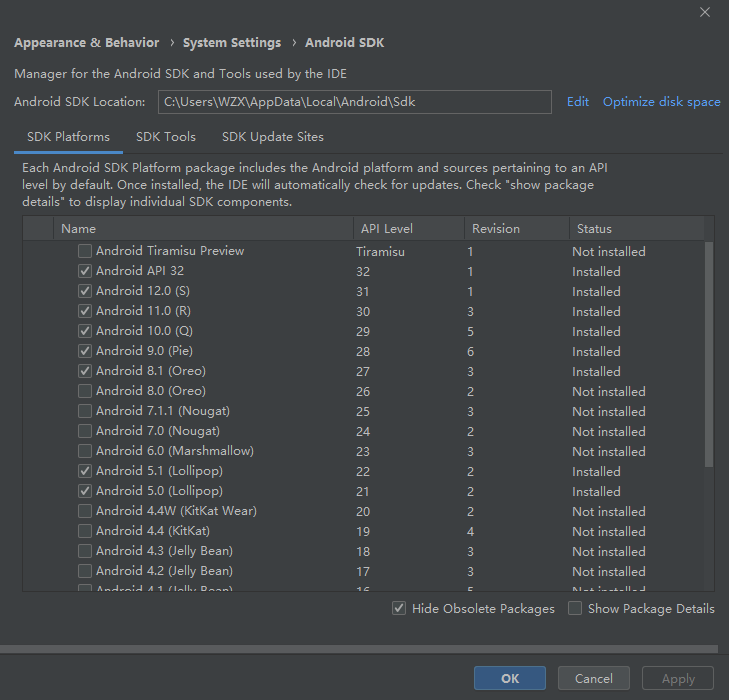 Appearance & Behavior › System Settings › Android SDK
Manager for the Android SDK and Tools used by the IDE
Android SDK Location: C:\Users\WZX\AppData\Local\Android\Sdk Edit Optimize disk space
SDK Platforms SDK Tools SDK Update Sites
Each Android SDK Platform package includes the Android platform and sources pertaining to an API
level by default. Once installed, the IDE will automatically check for updates. Check "show package
details" to display individual SDK components.
Name API Level Revision Status
Android Tiramisu Preview Tiramisu 1 Not installed
Android API 32 32 1 Installed
Android 12.0 (S) 31 1 Installed
Android 11.0 (R) 30 3 Installed
Android 10.0 (Q) 29 5 Installed
Android 9.0 (Pie) 28 6 Installed
Android 8.1 (Oreo) 27 3 Installed
Android 8.0 (Oreo) 26 2 Not installed
Android 7.1.1 (Nougat) 25 3 Not installed
Android 7.0 (Nougat) 24 2 Not installed
Android 6.0 (Marshmallow) 23 3 Not installed
Android 5.1 (Lollipop) 22 2 Installed
Android 5.0 (Lollipop) 21 2 Installed
Android 4.4W (KitKat Wear) 20 2 Not installed
Android 4.4 (KitKat) 19 4 Not installed
Android 4.3 (Jelly Bean) 18 3 Not installed
Android 4.2 (Jelly Bean) 17 3 Not installed
Android 4.1 (Jelly Bean) 16 5 Not installed
Hide Obsolete Packages Show Package Details
OK Cancel Apply